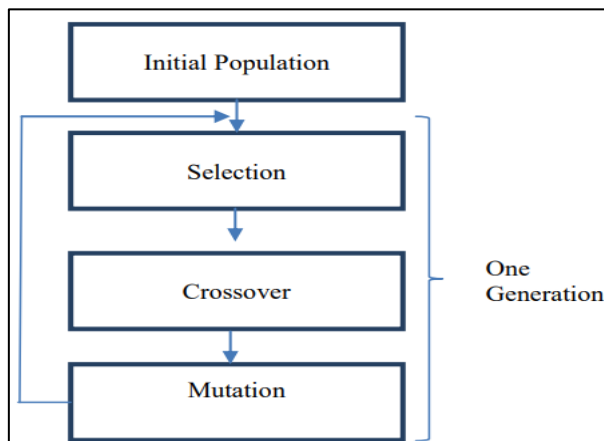 Initial Population
Selection
Crossover
One
Generation
Mutation